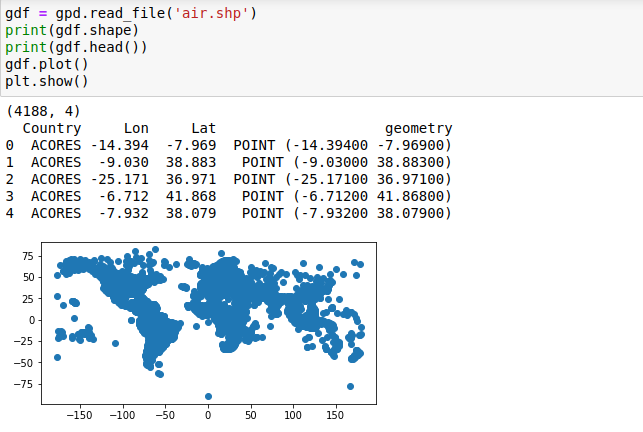 gdf = gpd.read_file('air.shp')
print(gdf.shape)
print(gdf.head())
gdf.plot()
plt.show()
(4188, 4)
Country Lon Lat geometry
0 ACORES -14.394 -7.969 POINT (-14.39400 -7.96900)
1 ACORES -9.030 38.883 POINT (-9.03000 38.88300)
2 ACORES -25.171 36.971 POINT (-25.17100 36.97100)
3 ACORES -6.712 41.868 POINT (-6.71200 41.86800)
4 ACORES -7.932 38.079 POINT (-7.93200 38.07900)
75
50
25
0
−25
−50
−75
−150 −100 −50 0 50 100 150